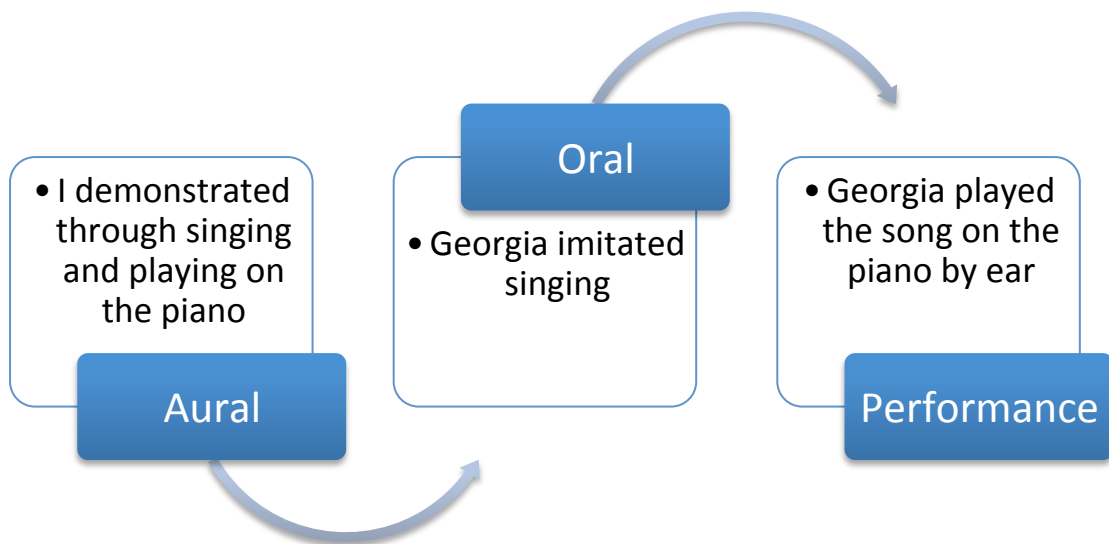 • I demonstrated
through singing
and playing on
the piano
Aural
Oral
• Georgia imitated
singing
• Georgia played
the song on the
piano by ear
Performance